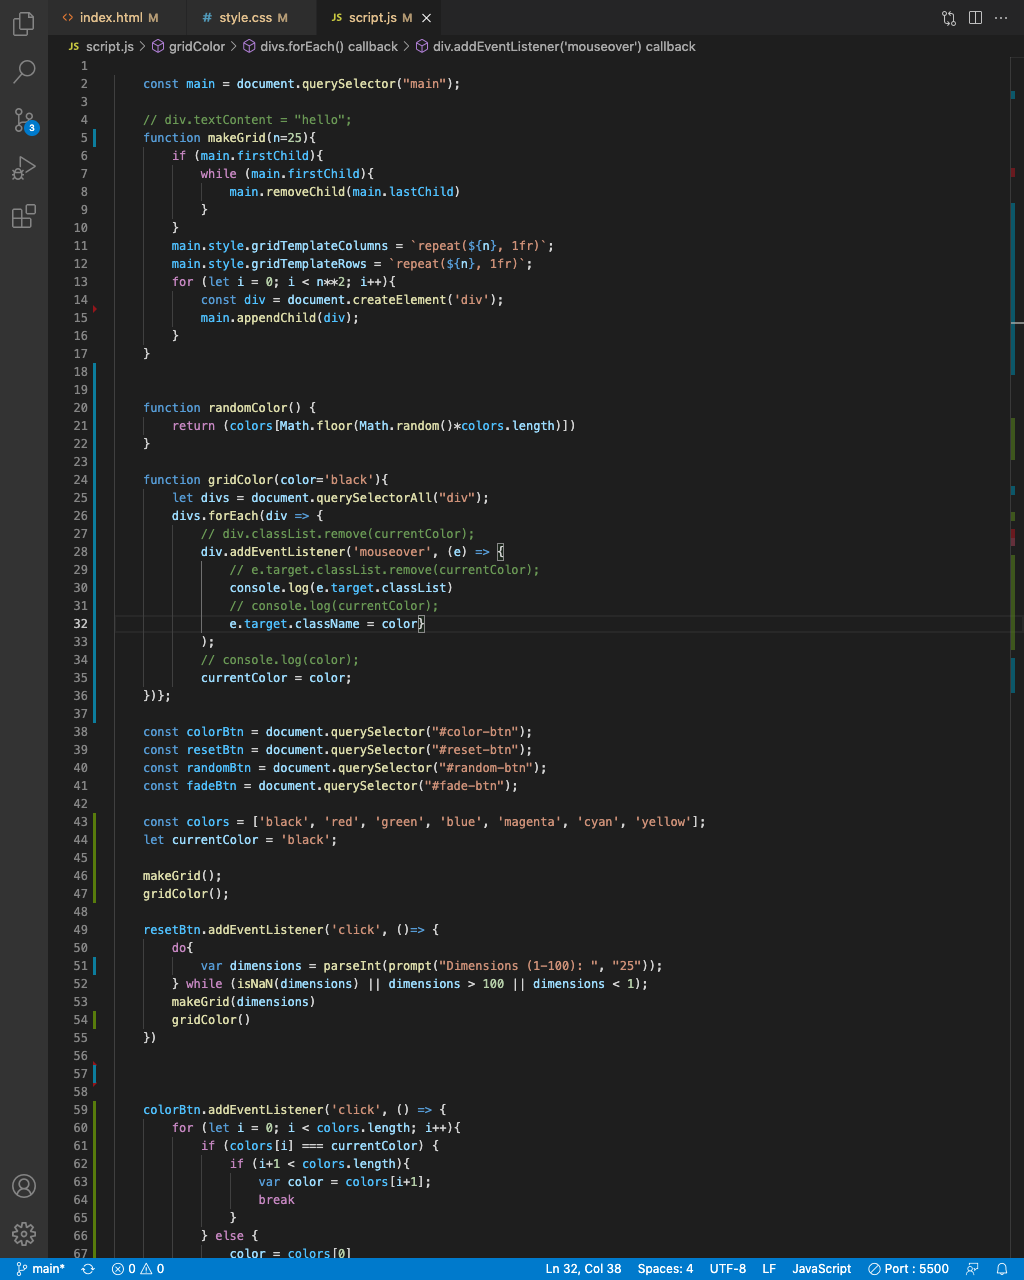 index.html M
style.css M
JS script.js M
JS script.js > gridColor > divs.forEach() callback > div.addEventListener('mouseover') callback
1
2 const main = document.querySelector("main");
3
4 // div.textContent = "hello";
5 function makeGrid(n=25){
6 if (main.firstChild){
7 while (main.firstChild){
8 main.removeChild(main.lastChild)
9 }
10 }
11 main.style.gridTemplateColumns = `repeat(${n}, 1fr)`;
12 main.style.gridTemplateRows = `repeat(${n}, 1fr)`;
13 for (let i = 0; i < n**2; i++){
14 const div = document.createElement('div');
15 main.appendChild(div);
16 }
17 }
18
19
20 function randomColor() {
21 return (colors[Math.floor(Math.random()*colors.length)])
22 }
23
24 function gridColor(color='black'){
25 let divs = document.querySelectorAll("div");
26 divs.forEach(div => {
27 // div.classList.remove(currentColor);
28 div.addEventListener('mouseover', (e) => {
29 // e.target.classList.remove(currentColor);
30 console.log(e.target.classList)
31 // console.log(currentColor);
32 e.target.className = color}
33 );
34 // console.log(color);
35 currentColor = color;
36 })};
37
38 const colorBtn = document.querySelector("#color-btn");
39 const resetBtn = document.querySelector("#reset-btn");
40 const randomBtn = document.querySelector("#random-btn");
41 const fadeBtn = document.querySelector("#fade-btn");
42
43 const colors = ['black', 'red', 'green', 'blue', 'magenta', 'cyan', 'yellow'];
44 let currentColor = 'black';
45
46 makeGrid();
47 gridColor();
48
49 resetBtn.addEventListener('click', ()=> {
50 do{
51 var dimensions = parseInt(prompt("Dimensions (1-100): ", "25"));
52 } while (isNaN(dimensions) || dimensions > 100 || dimensions < 1);
53 makeGrid(dimensions)
54 gridColor()
55 })
56
57
58
59 colorBtn.addEventListener('click', () => {
60 for (let i = 0; i < colors.length; i++){
61 if (colors[i] === currentColor) {
62 if (i+1 < colors.length){
63 var color = colors[i+1];
64 break
65 }
66 } else {
67 color = colors[0]
3
main* 0 0 Ln 32, Col 38 Spaces: 4 UTF-8 LF JavaScript Port : 5500